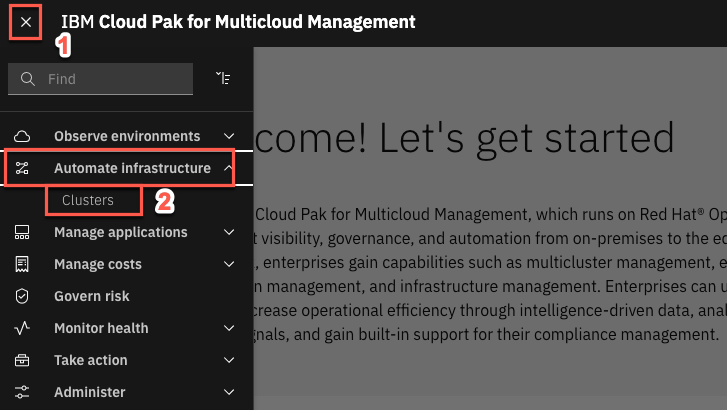 IBM Cloud Pak for Multicloud Management
1
Find
come! Let's get started
Observe environments
Automate infrastructure
Clusters
2
Cloud Pak for Multicloud Management, which runs on Red Hat® Op
Manage applications
t visibility, governance, and automation from on-premises to the e
Manage costs
, enterprises gain capabilities such as multicluster management, e
Govern risk
n management, and infrastructure management. Enterprises can u
crease operational efficiency through intelligence-driven data, anal
Monitor health
gnals, and gain built-in support for their compliance management.
Take action
Administer